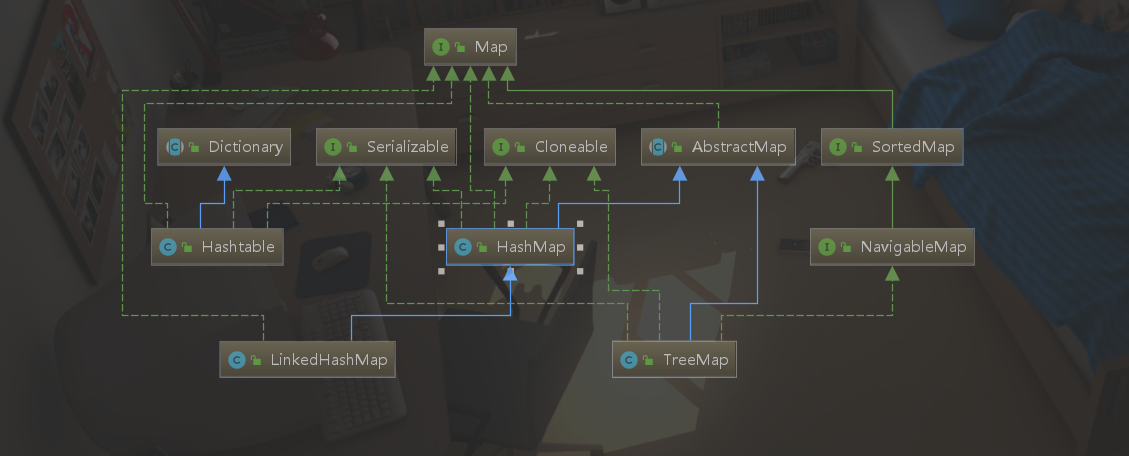 I Map
C Dictionary
I Serializable
I Cloneable
C AbstractMap
I SortedMap
C Hashtable
C HashMap
I NavigableMap
C LinkedHashMap
C TreeMap